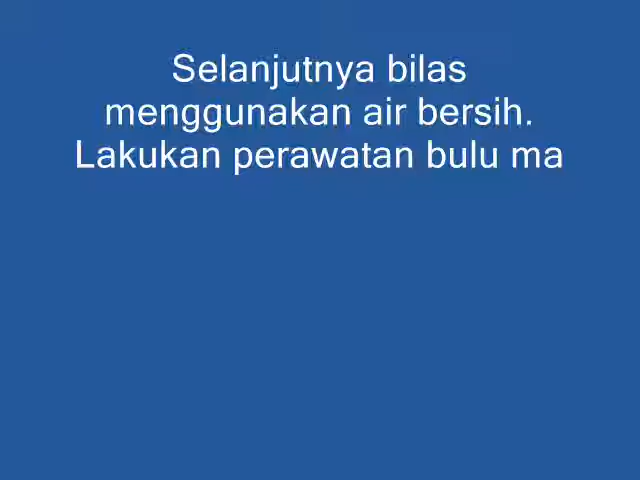 Selanjutnya bilas
menggunakan air bersih.
Lakukan perawatan bulu ma